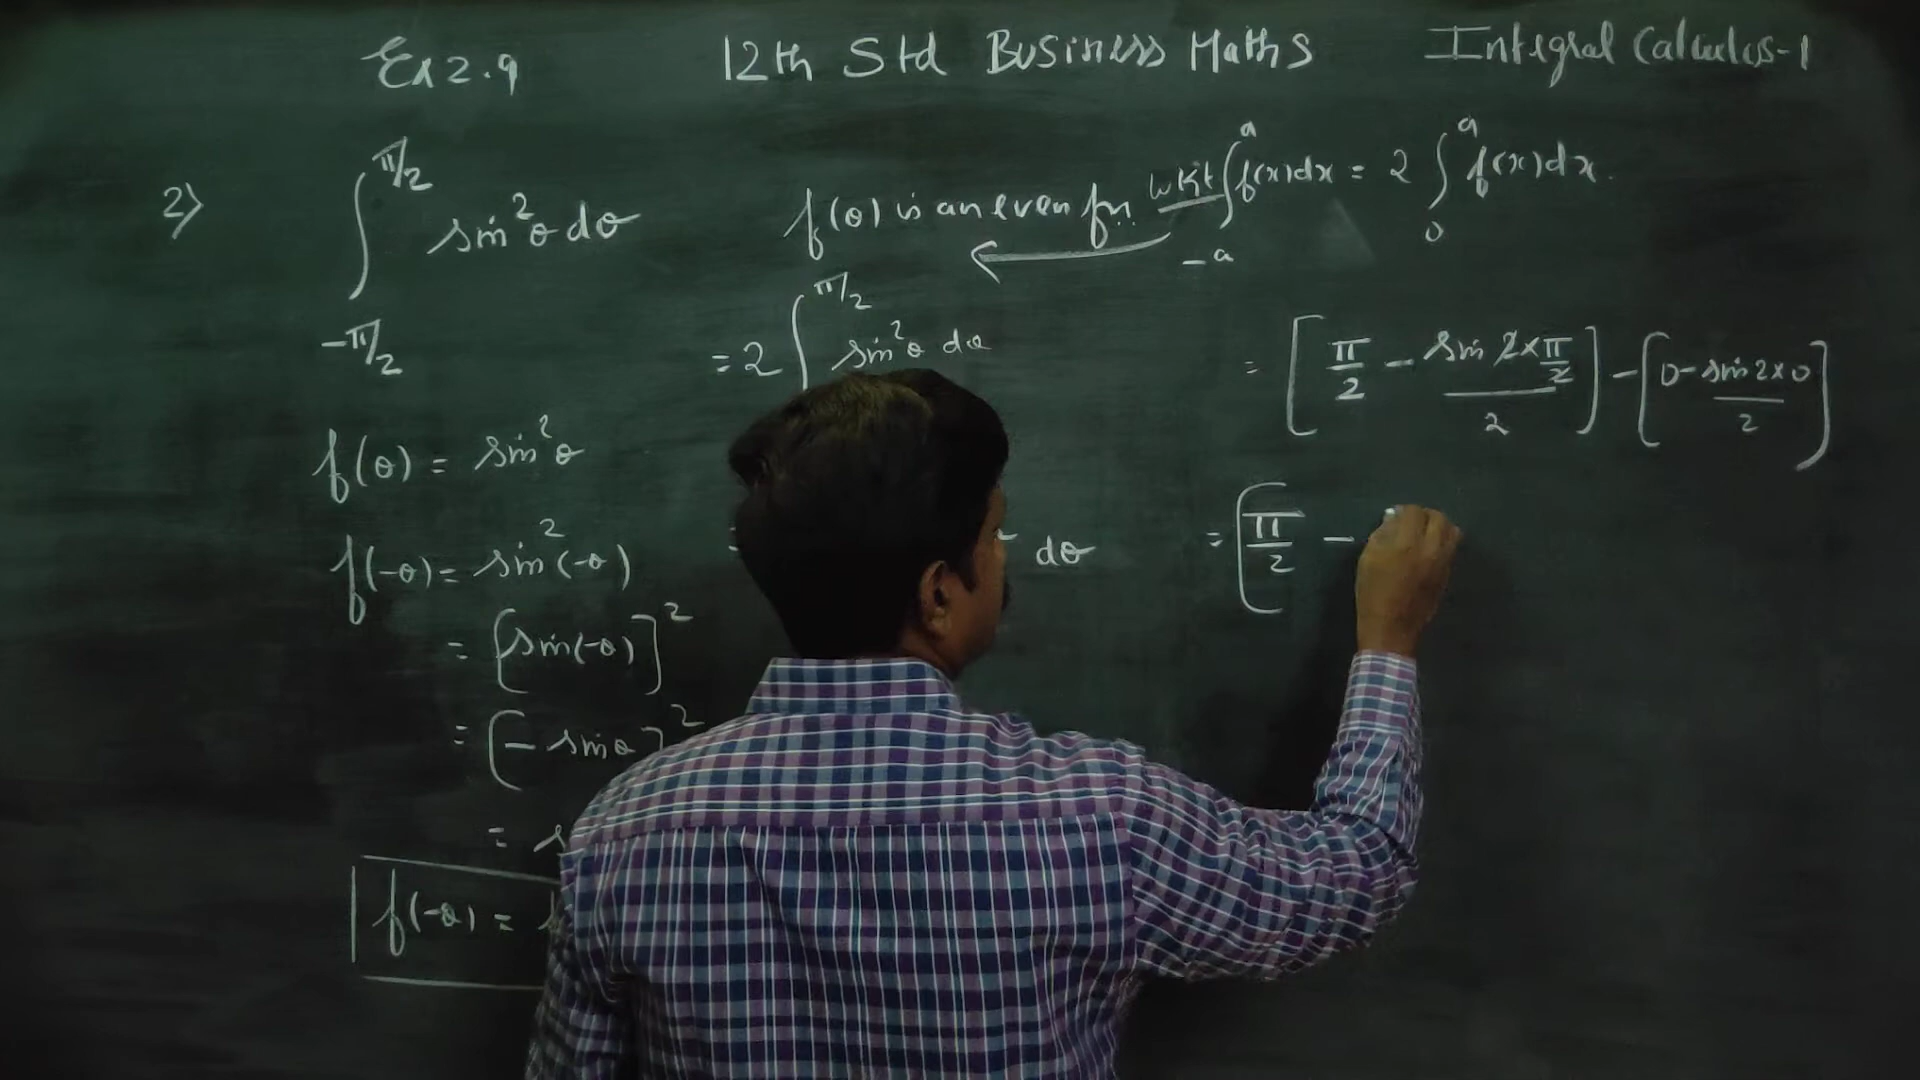 Ex 2.9 12th Std Business Maths Integral Calculus-1
2) ∫_{-π/2}^{π/2} sin²θ dθ
f(θ) = sin²θ
f(-θ) = sin²(-θ)
= [sin(-θ)]²
= [-sinθ]²
=
f(-θ) =
f(θ) is an even fn. WKT ∫_{-a}^{a} f(x)dx = 2 ∫_{0}^{a} f(x)dx.
= 2 ∫^{π/2} sin²θ dθ
dθ
= [π/2 - sin 2×π/2 / 2] - [0 - sin 2×0 / 2]
= [π/2 -